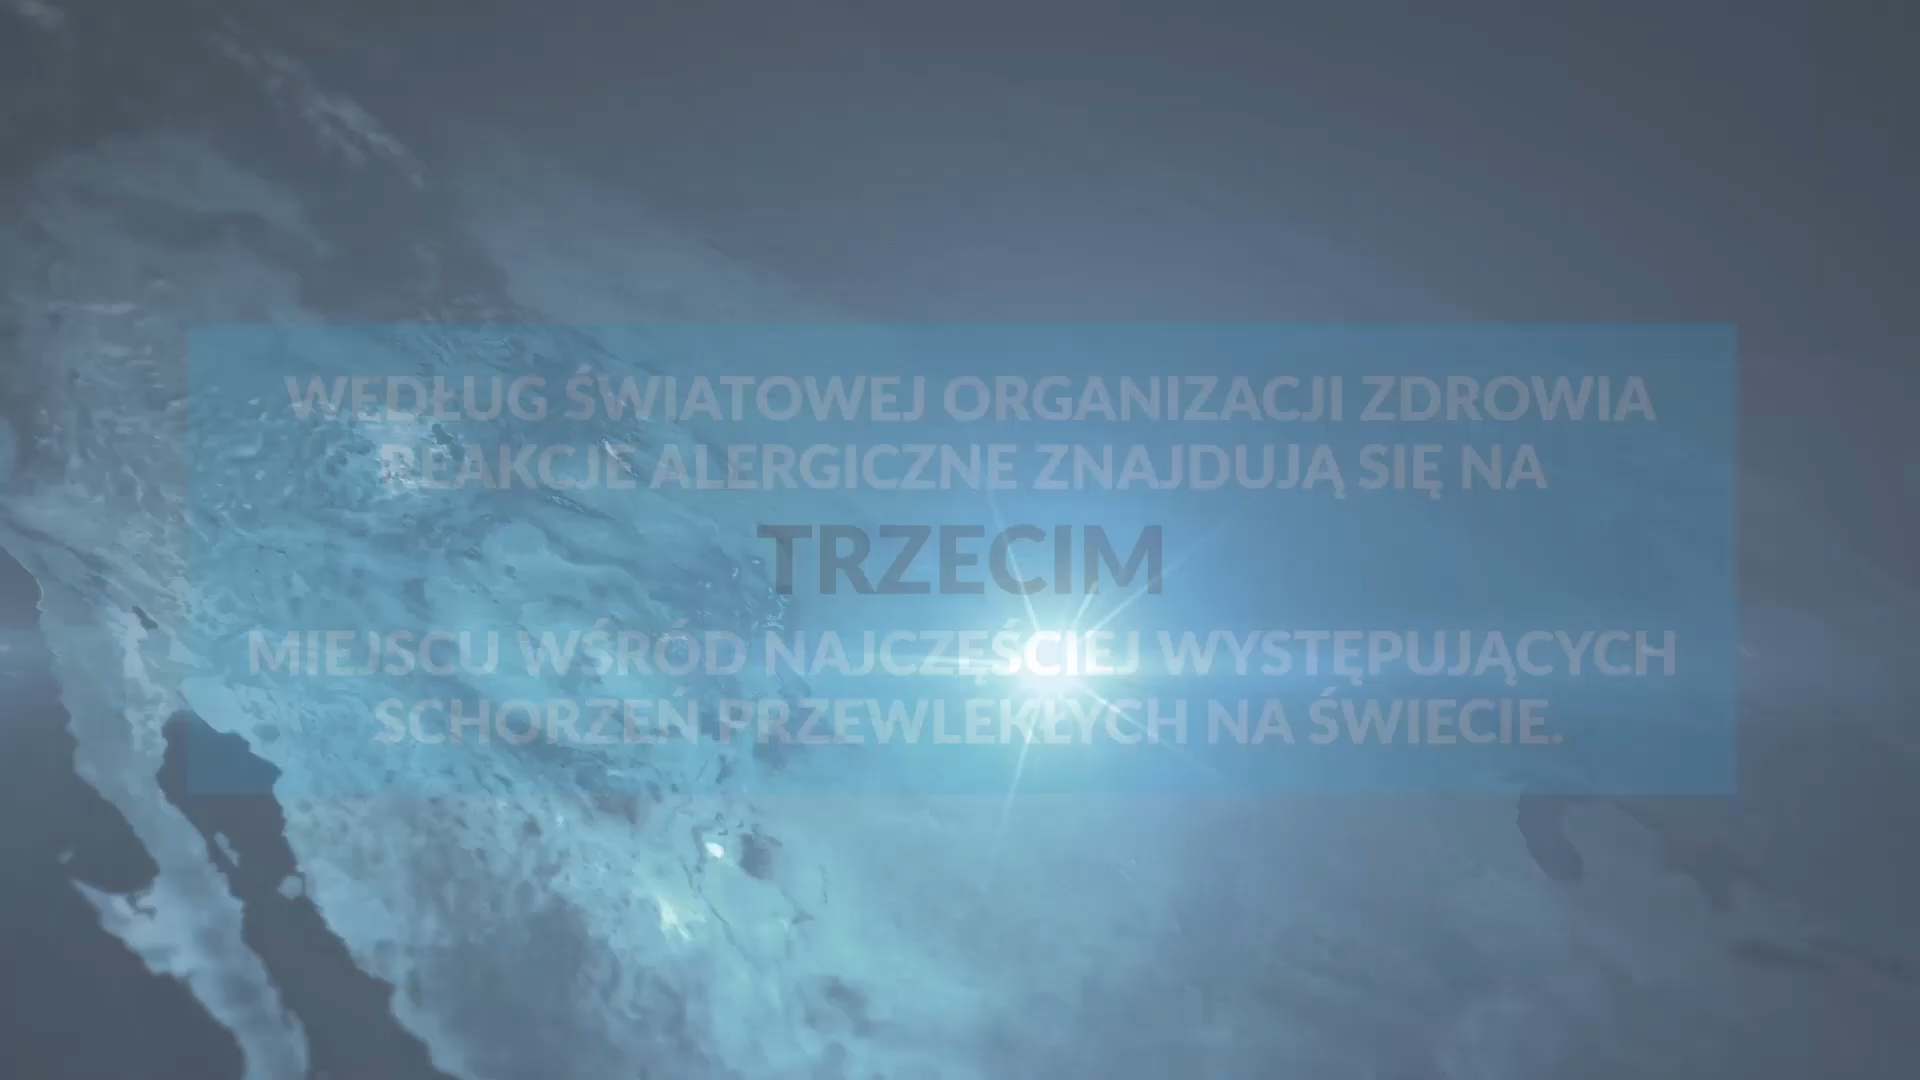 WEDŁUG ŚWIATOWEJ ORGANIZACJI ZDROWIA
REAKCJE ALERGICZNE ZNAJDUJĄ SIĘ NA
TRZECIM
MIEJSCU WŚRÓD NAJCZĘŚCIEJ WYSTĘPUJĄCYCH
SCHORZEŃ PRZEWLEKŁYCH NA ŚWIECIE.